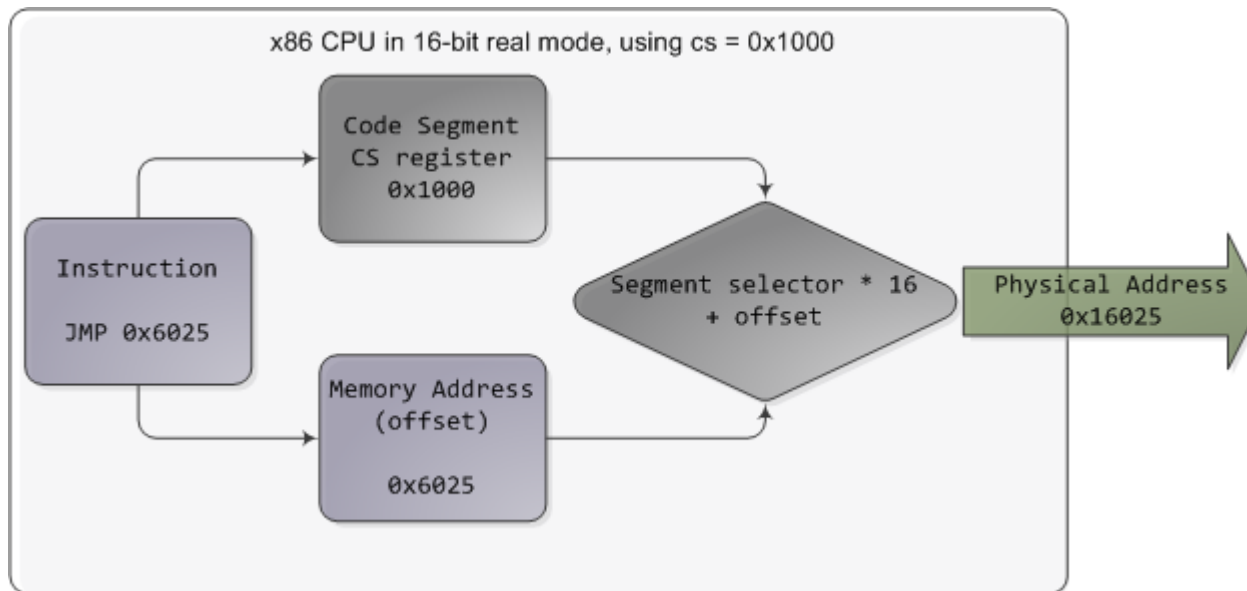 x86 CPU in 16-bit real mode, using cs = 0x1000
Code Segment
CS register
0x1000
Instruction
JMP 0x6025
Segment selector * 16
+ offset
Physical Address
0x16025
Memory Address
(offset)
0x6025